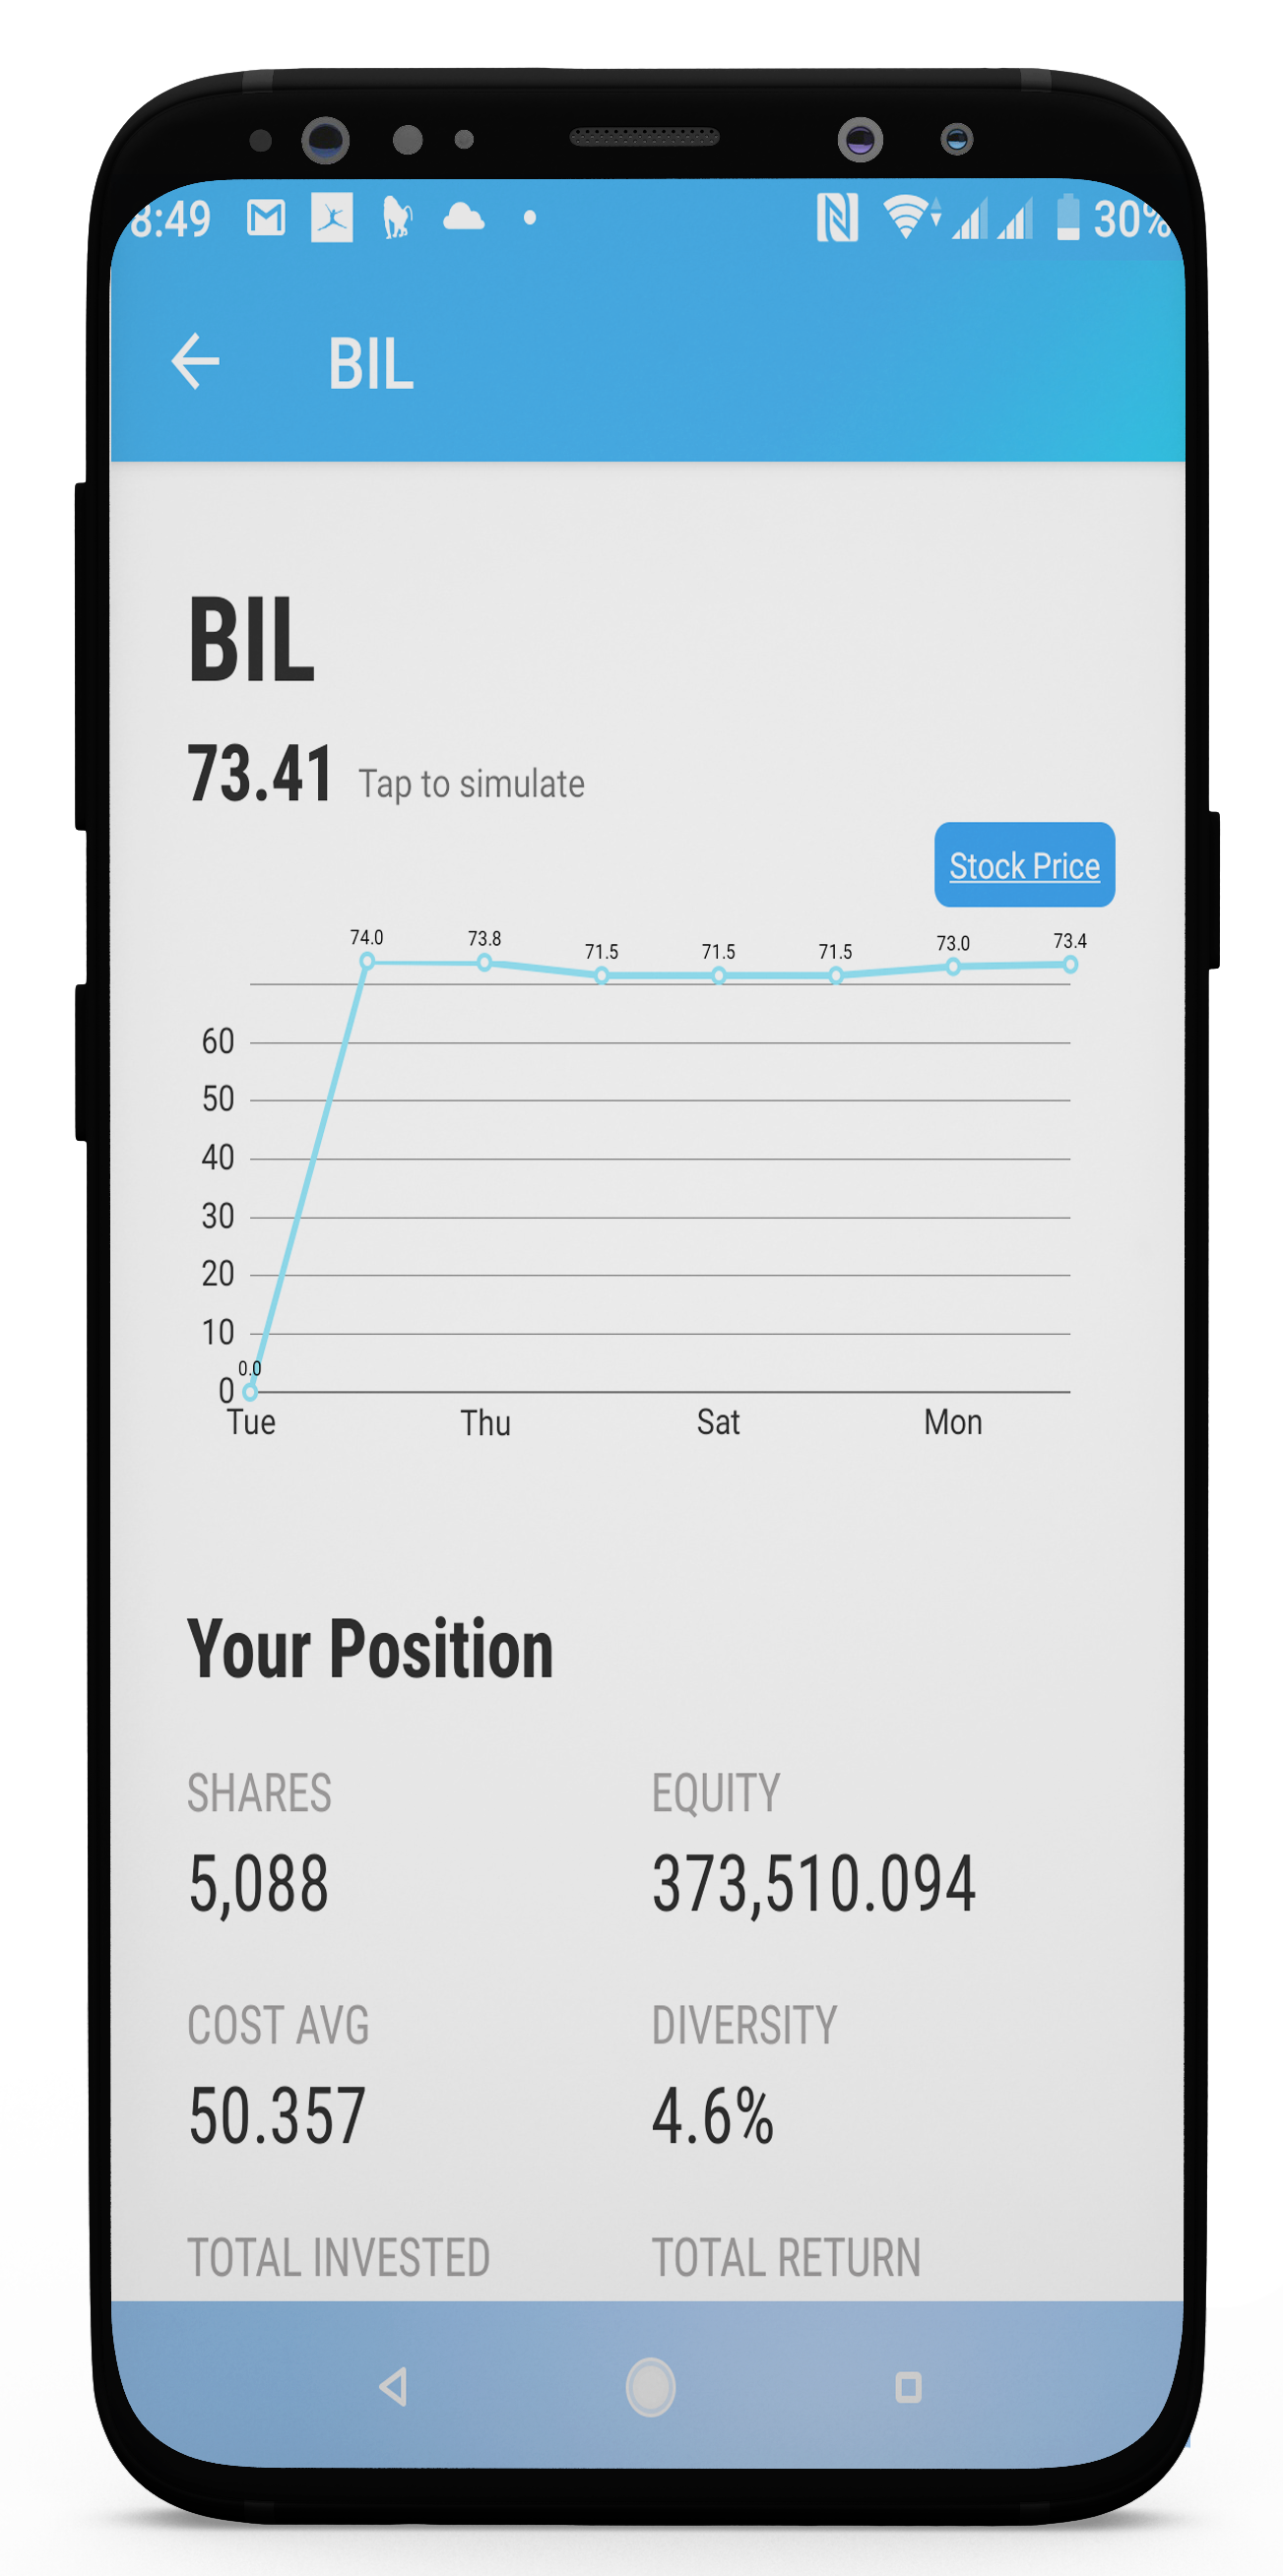 8:49 30%
BIL
BIL
73.41 Tap to simulate
Stock Price
74.0 73.8 71.5 71.5 71.5 73.0 73.4
60
50
40
30
20
10
0.0
0
Tue Thu Sat Mon
Your Position
SHARES EQUITY
5,088 373,510.094
COST AVG DIVERSITY
50.357 4.6%
TOTAL INVESTED TOTAL RETURN